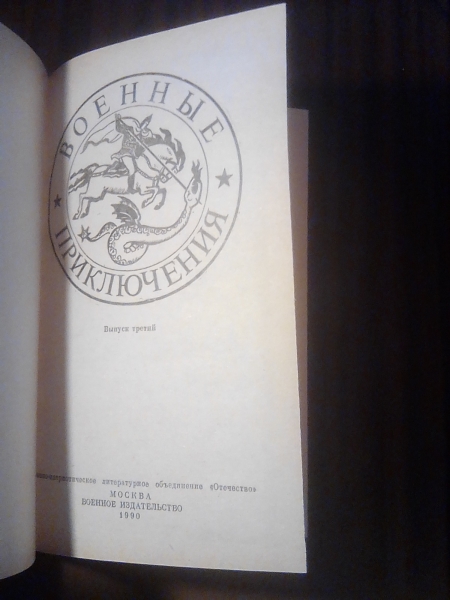 ВОЕННЫЕ
ПРИКЛЮЧЕНИЯ
Выпуск третий
литературное объединение «Отечество»
МОСКВА
ВОЕННОЕ ИЗДАТЕЛЬСТВО
1990